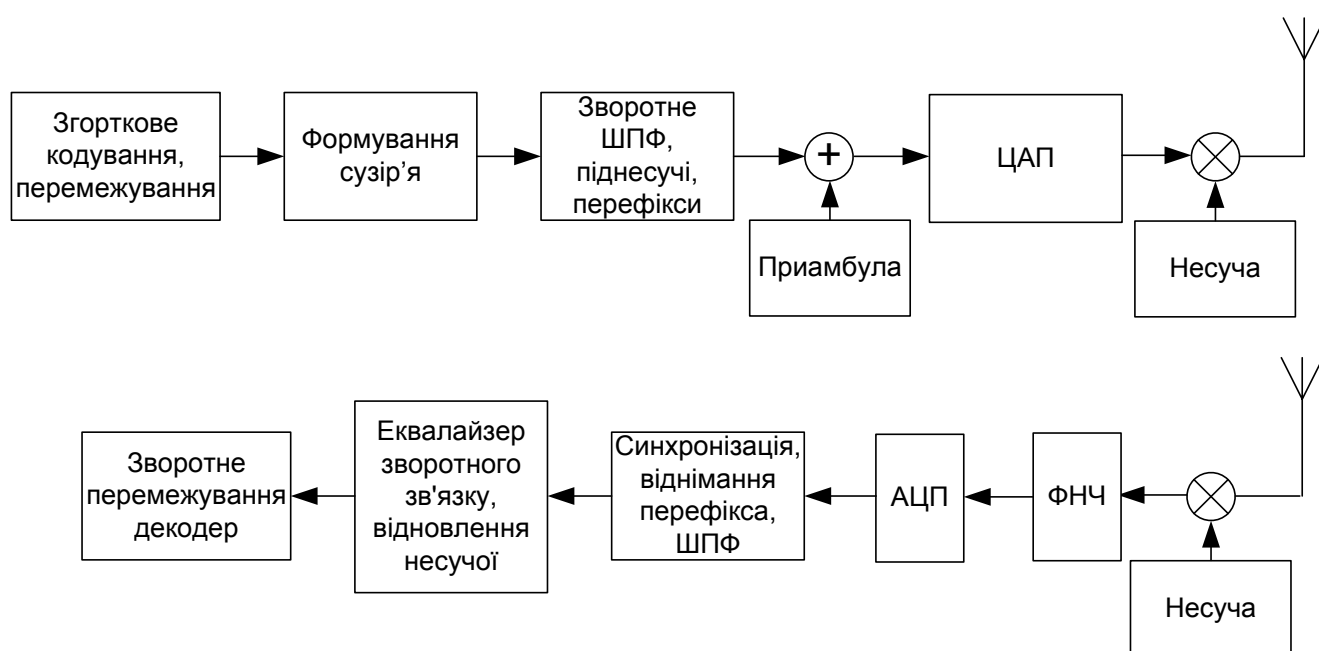 Згорткове
кодування,
перемежування
Формування
сузір’я
Зворотне
ШПФ,
піднесучі,
перефікси
+
Приамбула
ЦАП
Несуча
Зворотне
перемежування
декодер
Еквалайзер
зворотного
зв'язку,
відновлення
несучої
Синхронізація,
віднімання
перефікса,
ШПФ
АЦП
ФНЧ
Несуча